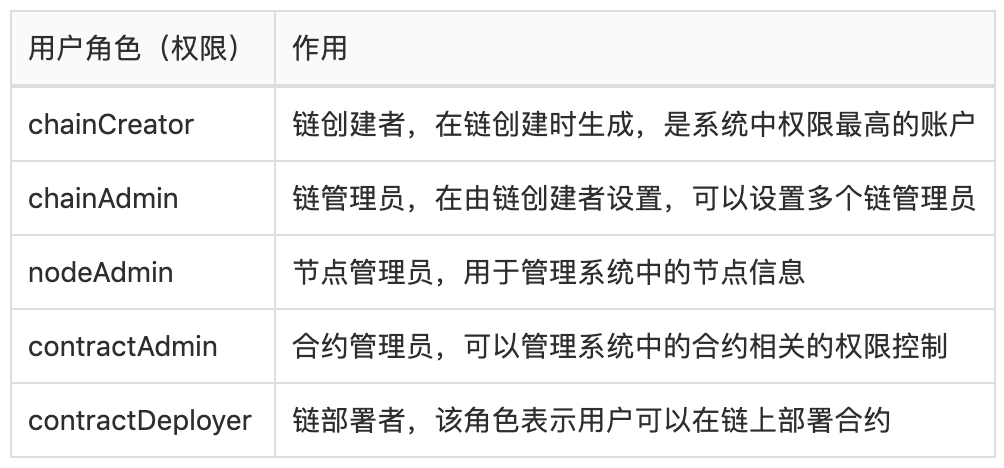 用户角色（权限） 作用
chainCreator 链创建者，在链创建时生成，是系统中权限最高的账户
chainAdmin 链管理员，在由链创建者设置，可以设置多个链管理员
nodeAdmin 节点管理员，用于管理系统中的节点信息
contractAdmin 合约管理员，可以管理系统中的合约相关的权限控制
contractDeployer 链部署者，该角色表示用户可以在链上部署合约